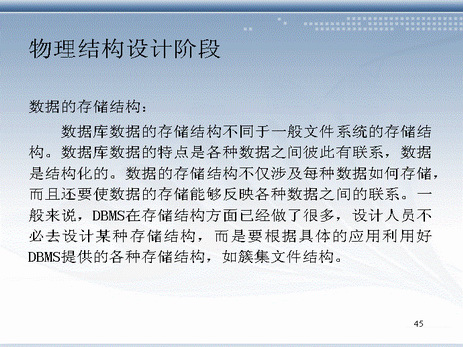 物理结构设计阶段
数据的存储结构：
数据库数据的存储结构不同于一般文件系统的存储结
构。数据库数据的特点是各种数据之间彼此有联系，数据
是结构化的。数据的存储结构不仅涉及每种数据如何存储，
而且还要使数据的存储能够反映各种数据之间的联系。一
般来说，DBMS在存储结构方面已经做了很多，设计人员不
必去设计某种存储结构，而是要根据具体的应用利用好
DBMS提供的各种存储结构，如簇集文件结构。
45